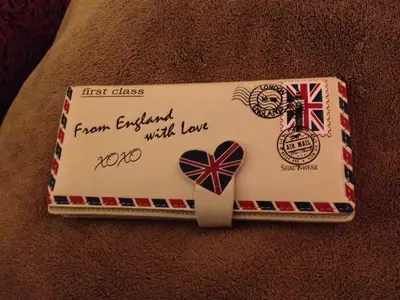 first class
LONDON
ENGLAND
From England
with Love
XOXO
AIR MAIL